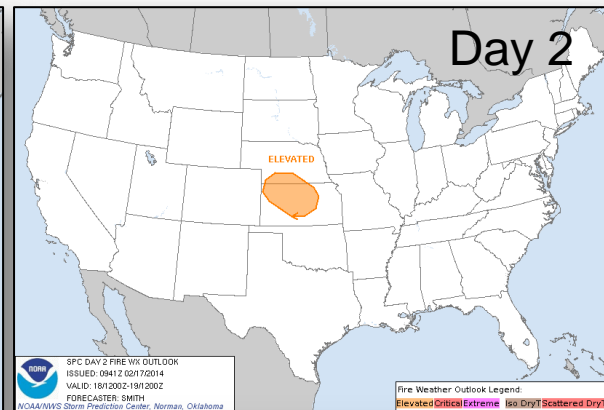 Day 2
ELEVATED
NOAA
SPC DAY 2 FIRE WX OUTLOOK
ISSUED: 0941Z 02/17/2014
VALID: 18/1200Z-19/1200Z
FORECASTER: SMITH
NOAA/NWS Storm Prediction Center, Norman, Oklahoma
Fire Weather Outlook Legend:
Elevated Critical Extreme Iso DryT Scattered DryT